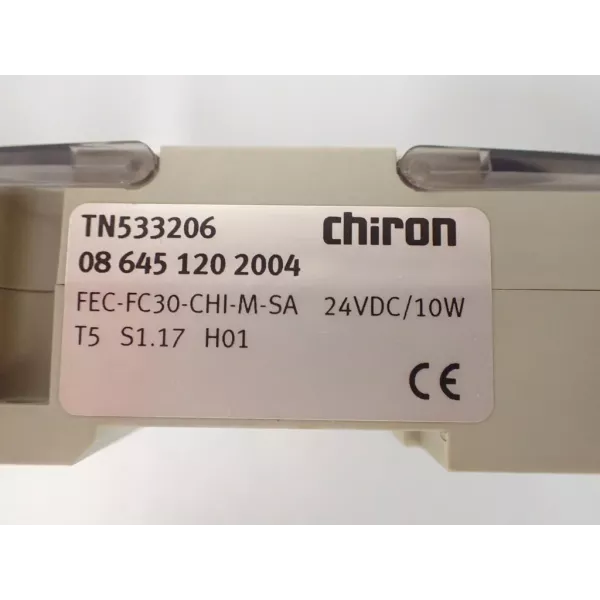 TN533206 chiron
08 645 120 2004
FEC-FC30-CHI-M-SA 24VDC/10W
T5 S1.17 H01
CE